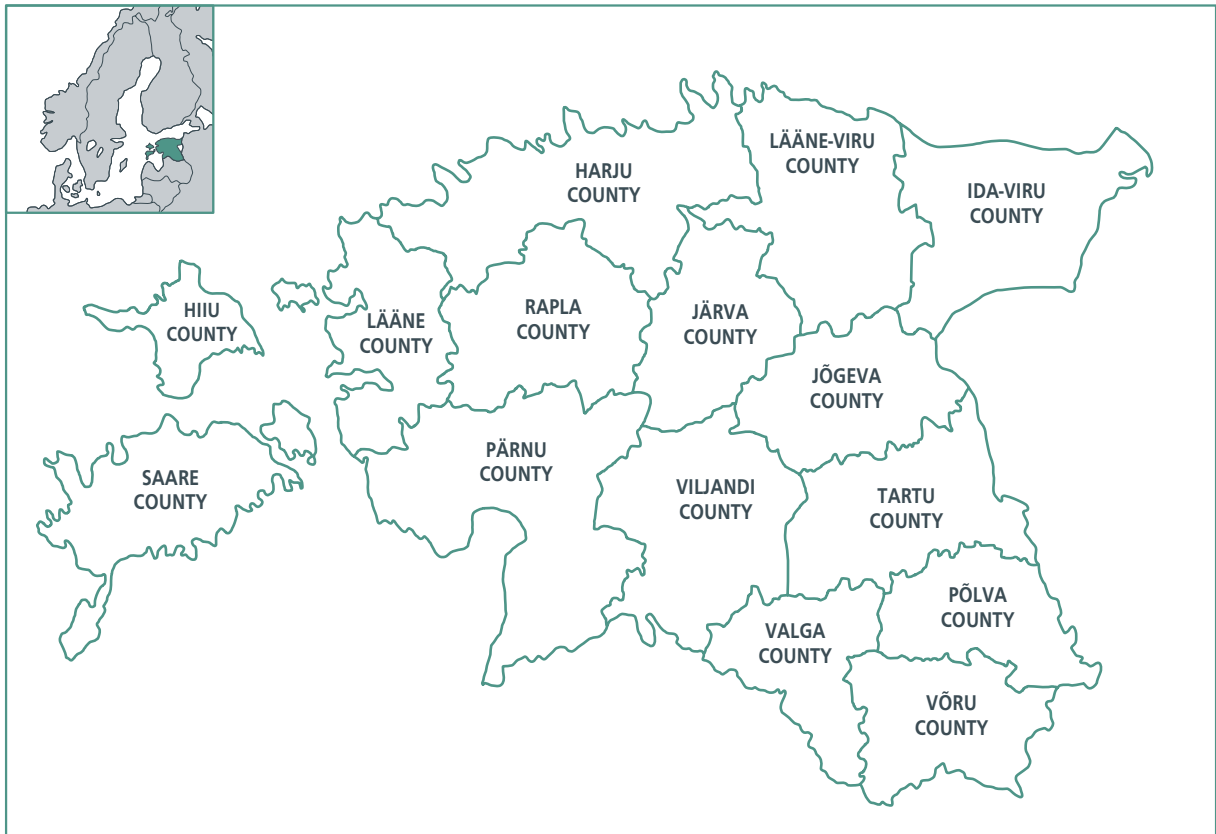 LÄÄNE-VIRU
COUNTY
HARJU
COUNTY
IDA-VIRU
COUNTY
HIIU
COUNTY
LÄÄNE
COUNTY
RAPLA
COUNTY
JÄRVA
COUNTY
JÕGEVA
COUNTY
SAARE
COUNTY
PÄRNU
COUNTY
VILJANDI
COUNTY
TARTU
COUNTY
PÕLVA
COUNTY
VALGA
COUNTY
VÕRU
COUNTY